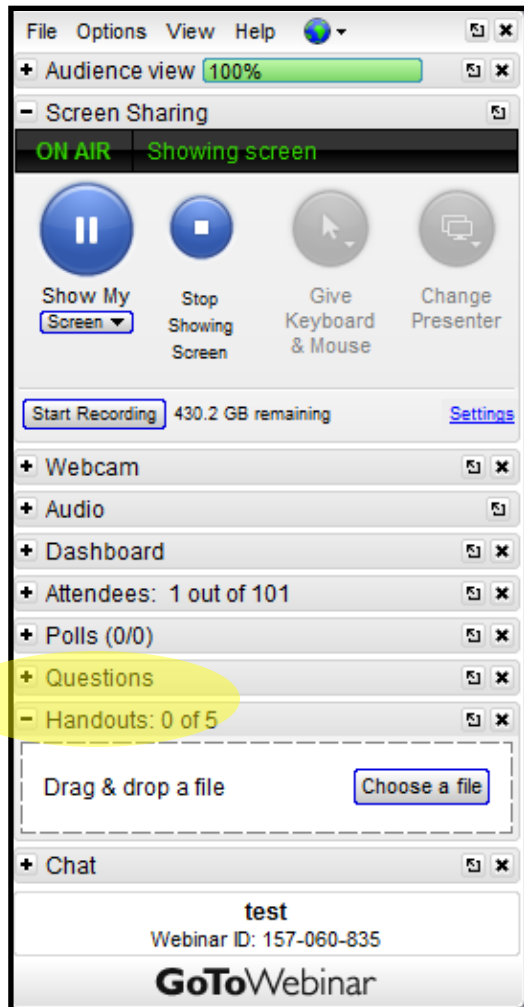 File Options View Help
Audience view 100%
Screen Sharing
ON AIR Showing screen
Show My Stop Give Change
Screen Showing Keyboard Presenter
Screen & Mouse
Start Recording 430.2 GB remaining Settings
Webcam
Audio
Dashboard
Attendees: 1 out of 101
Polls (0/0)
Questions
Handouts: 0 of 5
Drag & drop a file Choose a file
Chat
test
Webinar ID: 157-060-835
GoToWebinar